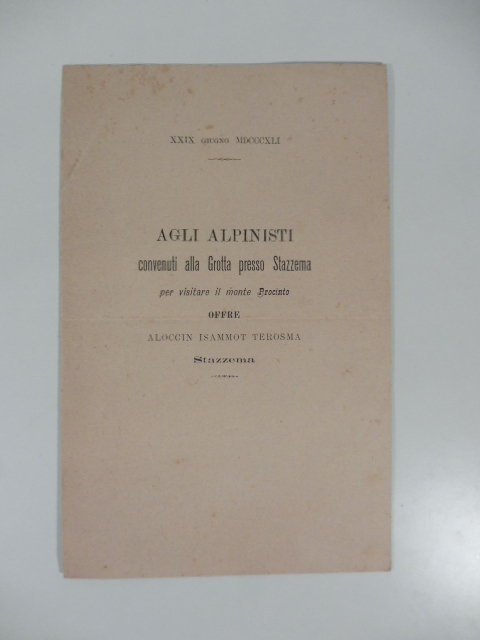 XXIX GIUGNO MDCCCXLI
AGLI ALPINISTI
convenuti alla Grotta presso Stazzema
per visitare il monte Procinto
OFFRE
ALOCCIN ISAMMOT TEROSMA
Stazzema